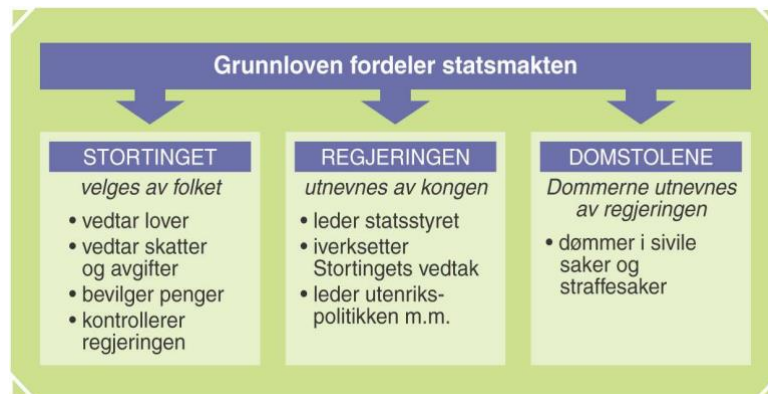 Grunnloven fordeler statsmakten
STORTINGET
velges av folket
• vedtar lover
• vedtar skatter
og avgifter
• bevilger penger
• kontrollerer
regjeringen
REGJERINGEN
utnevnes av kongen
• leder statsstyret
• iverksetter
Stortingets vedtak
• leder utenriks-
politikken m.m.
DOMSTOLENE
Dommerne utnevnes
av regjeringen
• dømmer i sivile
saker og
straffesaker